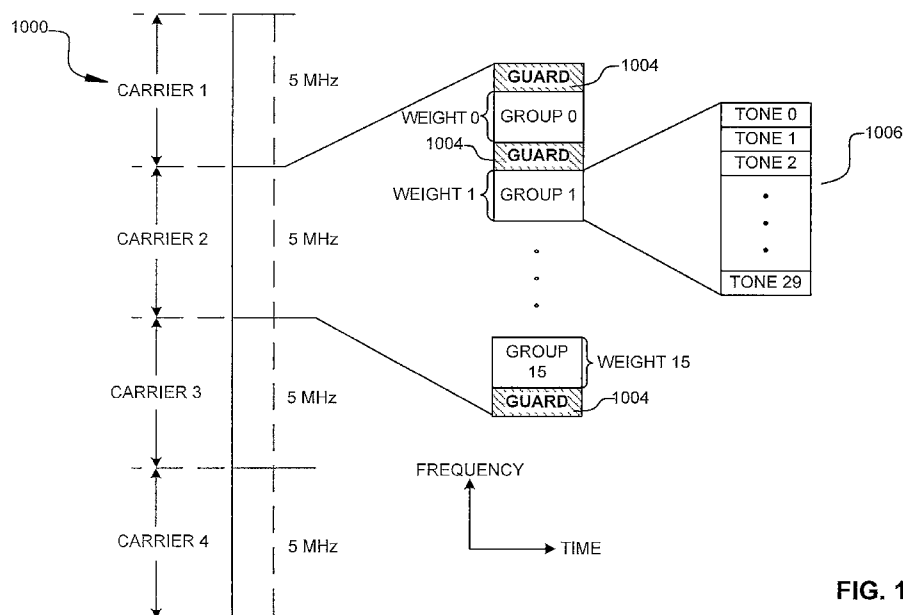 1000
CARRIER 1
5 MHz
CARRIER 2
5 MHz
CARRIER 3
5 MHz
CARRIER 4
5 MHz
GUARD
1004
WEIGHT 0
GROUP 0
1004
GUARD
WEIGHT 1
GROUP 1
GROUP
15
WEIGHT 15
GUARD
1004
TONE 0
TONE 1
TONE 2
TONE 29
1006
FREQUENCY
TIME
FIG. 1